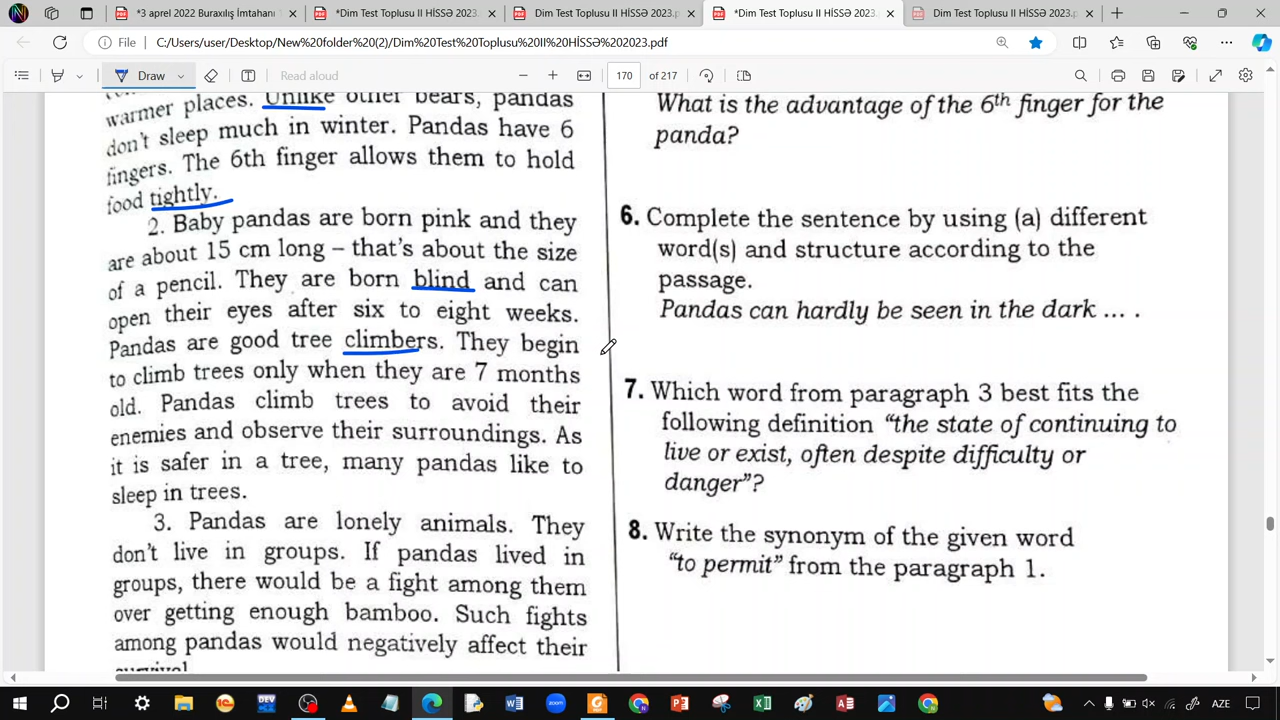 *3 aprel 2022 Buraxılış İmtahanı
*Dim Test Toplusu II HİSSƏ 2023.p
Dim Test Toplusu II HİSSƏ 2023.p
*Dim Test Toplusu II HİSSƏ 2023.p
Dim Test Toplusu II HİSSƏ 2023.p
File
C:/Users/user/Desktop/New%20folder%20(2)/Dim%20Test%20Toplusu%20II%20HİSSƏ%202023.pdf
Draw
Read aloud
170
of 217
warmer places. Unlike other bears, pandas
don't sleep much in winter. Pandas have 6
fingers. The 6th finger allows them to hold
food tightly.
2. Baby pandas are born pink and they
are about 15 cm long – that's about the size
of a pencil. They are born blind and can
open their eyes after six to eight weeks.
Pandas are good tree climbers. They begin
to climb trees only when they are 7 months
old. Pandas climb trees to avoid their
enemies and observe their surroundings. As
it is safer in a tree, many pandas like to
sleep in trees.
3. Pandas are lonely animals. They
don't live in groups. If pandas lived in
groups, there would be a fight among them
over getting enough bamboo. Such fights
among pandas would negatively affect their
survival
What is the advantage of the 6th finger for the
panda?
6. Complete the sentence by using (a) different
word(s) and structure according to the
passage.
Pandas can hardly be seen in the dark ... .
7. Which word from paragraph 3 best fits the
following definition "the state of continuing to
live or exist, often despite difficulty or
danger"?
8. Write the synonym of the given word
"to permit" from the paragraph 1.
AZE